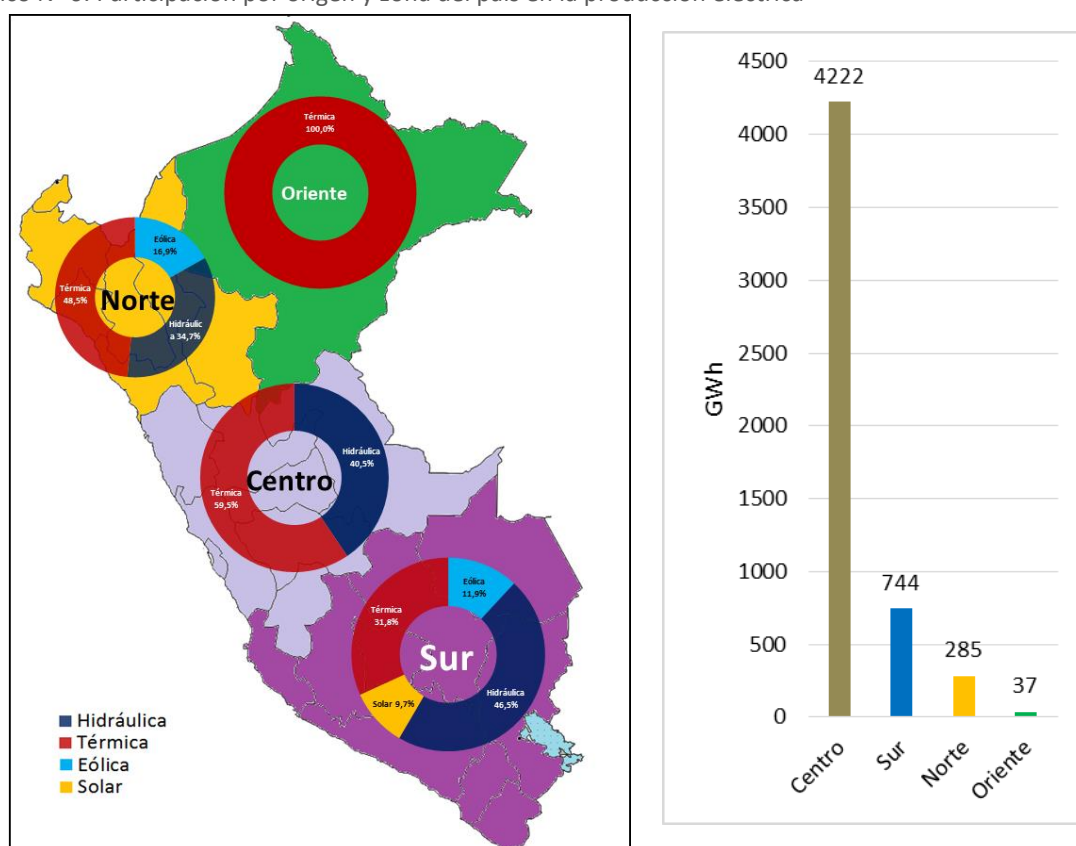 Participación por origen y zona del país en la producción eléctrica
Térmica
100,0%
Oriente
Eólica
16,9%
Térmica
48,5%
Norte
Hidráulic
a 34,7%
Hidráulica
40,5%
Centro
Térmica
59,5%
Eólica
11,9%
Térmica
31,8%
Sur
Solar 9,7%
Hidráulica
46,5%
Hidráulica
Térmica
Eólica
Solar
GWh
4500
4000
3500
3000
2500
2000
1500
1000
500
0
4222
744
285
37
Centro
Sur
Norte
Oriente